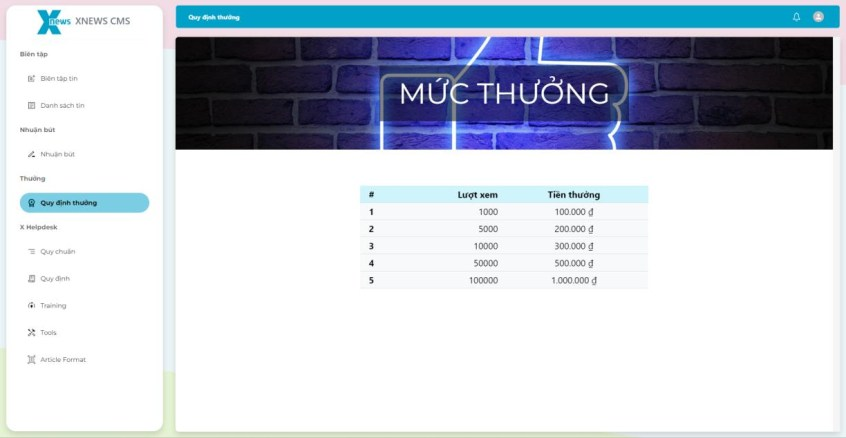 Xnews XNEWS CMS
Quy định thưởng
Biên tập
Biên tập tin
Danh sách tin
Nhuận bút
Nhuận bút
Thưởng
Quy định thưởng
X Helpdesk
Quy chuẩn
Quy định
Training
Tools
Article Format
MỨC THƯỞNG
# Lượt xem Tiền thưởng
1 1000 100.000 ₫
2 5000 200.000 ₫
3 10000 300.000 ₫
4 50000 500.000 ₫
5 100000 1.000.000 ₫